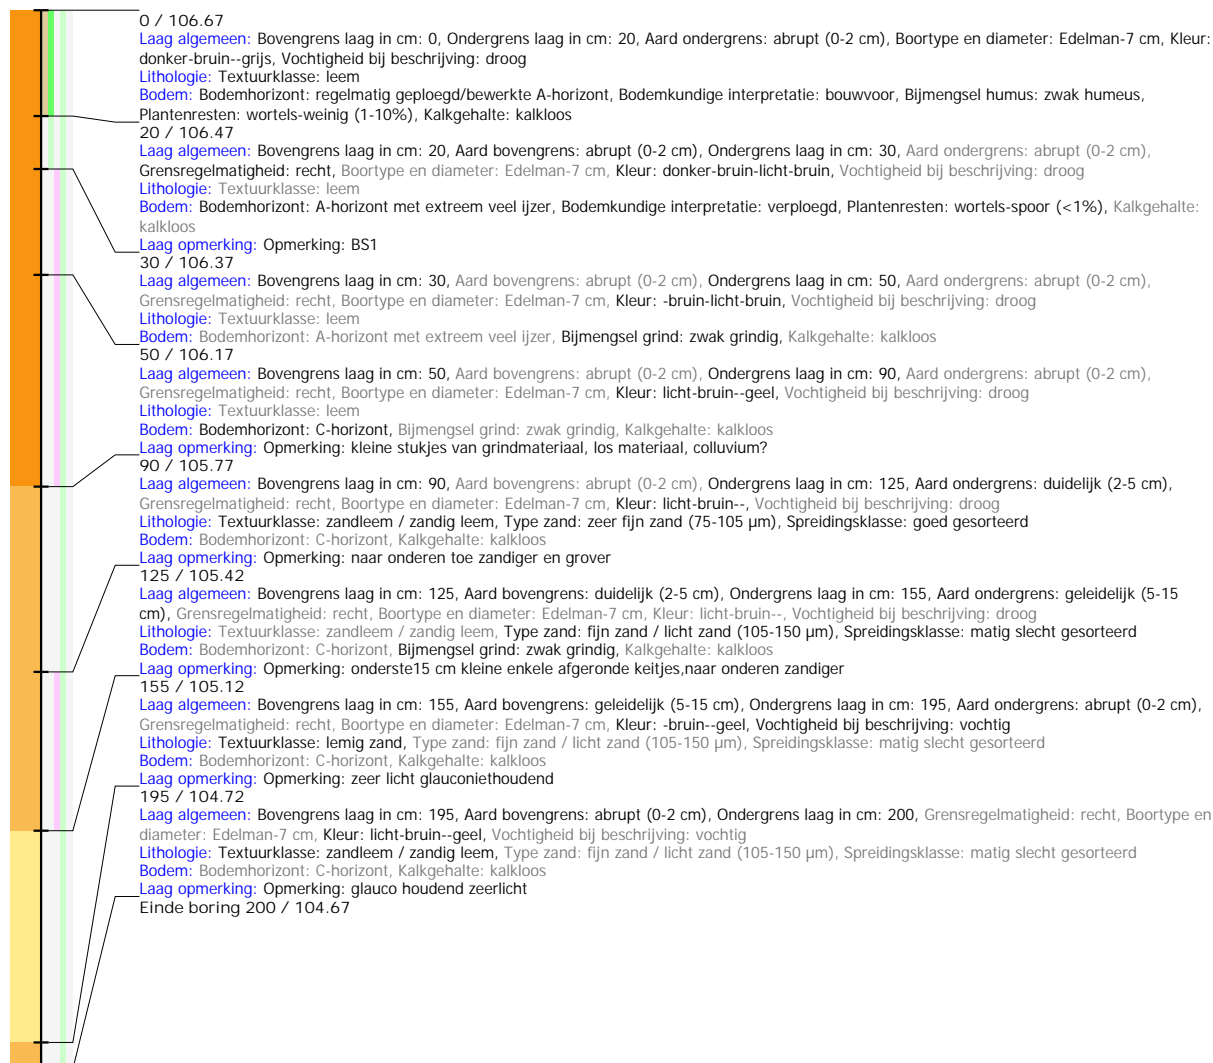 0 / 106.67
Laag algemeen: Bovengrens laag in cm: 0, Ondergrens laag in cm: 20, Aard ondergrens: abrupt (0-2 cm), Boortype en diameter: Edelman-7 cm, Kleur:
donker-bruin--grijs, Vochtigheid bij beschrijving: droog
Lithologie: Textuurklasse: leem
Bodem: Bodemhorizont: regelmatig geploegd/bewerkte A-horizont, Bodemkundige interpretatie: bouwvoor, Bijmengsel humus: zwak humeus,
Plantenresten: wortels-weinig (1-10%), Kalkgehalte: kalkloos
20 / 106.47
Laag algemeen: Bovengrens laag in cm: 20, Aard bovengrens: abrupt (0-2 cm), Ondergrens laag in cm: 30, Aard ondergrens: abrupt (0-2 cm),
Grensregelmatigheid: recht, Boortype en diameter: Edelman-7 cm, Kleur: donker-bruin-licht-bruin, Vochtigheid bij beschrijving: droog
Lithologie: Textuurklasse: leem
Bodem: Bodemhorizont: A-horizont met extreem veel ijzer, Bodemkundige interpretatie: verploegd, Plantenresten: wortels-spoor (<1%), Kalkgehalte:
kalkloos
Laag opmerking: Opmerking: BS1
30 / 106.37
Laag algemeen: Bovengrens laag in cm: 30, Aard bovengrens: abrupt (0-2 cm), Ondergrens laag in cm: 50, Aard ondergrens: abrupt (0-2 cm),
Grensregelmatigheid: recht, Boortype en diameter: Edelman-7 cm, Kleur: -bruin-licht-bruin, Vochtigheid bij beschrijving: droog
Lithologie: Textuurklasse: leem
Bodem: Bodemhorizont: A-horizont met extreem veel ijzer, Bijmengsel grind: zwak grindig, Kalkgehalte: kalkloos
50 / 106.17
Laag algemeen: Bovengrens laag in cm: 50, Aard bovengrens: abrupt (0-2 cm), Ondergrens laag in cm: 90, Aard ondergrens: abrupt (0-2 cm),
Grensregelmatigheid: recht, Boortype en diameter: Edelman-7 cm, Kleur: licht-bruin--geel, Vochtigheid bij beschrijving: droog
Lithologie: Textuurklasse: leem
Bodem: Bodemhorizont: C-horizont, Bijmengsel grind: zwak grindig, Kalkgehalte: kalkloos
Laag opmerking: Opmerking: kleine stukjes van grindmateriaal, los materiaal, colluvium?
90 / 105.77
Laag algemeen: Bovengrens laag in cm: 90, Aard bovengrens: abrupt (0-2 cm), Ondergrens laag in cm: 125, Aard ondergrens: duidelijk (2-5 cm),
Grensregelmatigheid: recht, Boortype en diameter: Edelman-7 cm, Kleur: licht-bruin--, Vochtigheid bij beschrijving: droog
Lithologie: Textuurklasse: zandleem / zandig leem, Type zand: zeer fijn zand (75-105 µm), Spreidingsklasse: goed gesorteerd
Bodem: Bodemhorizont: C-horizont, Kalkgehalte: kalkloos
Laag opmerking: Opmerking: naar onderen toe zandiger en grover
125 / 105.42
Laag algemeen: Bovengrens laag in cm: 125, Aard bovengrens: duidelijk (2-5 cm), Ondergrens laag in cm: 155, Aard ondergrens: geleidelijk (5-15
cm), Grensregelmatigheid: recht, Boortype en diameter: Edelman-7 cm, Kleur: licht-bruin--, Vochtigheid bij beschrijving: droog
Lithologie: Textuurklasse: zandleem / zandig leem, Type zand: fijn zand / licht zand (105-150 µm), Spreidingsklasse: matig slecht gesorteerd
Bodem: Bodemhorizont: C-horizont, Bijmengsel grind: zwak grindig, Kalkgehalte: kalkloos
Laag opmerking: Opmerking: onderste15 cm kleine enkele afgeronde keitjes,naar onderen zandiger
155 / 105.12
Laag algemeen: Bovengrens laag in cm: 155, Aard bovengrens: geleidelijk (5-15 cm), Ondergrens laag in cm: 195, Aard ondergrens: abrupt (0-2 cm),
Grensregelmatigheid: recht, Boortype en diameter: Edelman-7 cm, Kleur: -bruin--geel, Vochtigheid bij beschrijving: vochtig
Lithologie: Textuurklasse: lemig zand, Type zand: fijn zand / licht zand (105-150 µm), Spreidingsklasse: matig slecht gesorteerd
Bodem: Bodemhorizont: C-horizont, Kalkgehalte: kalkloos
Laag opmerking: Opmerking: zeer licht glauconiethoudend
195 / 104.72
Laag algemeen: Bovengrens laag in cm: 195, Aard bovengrens: abrupt (0-2 cm), Ondergrens laag in cm: 200, Grensregelmatigheid: recht, Boortype en
diameter: Edelman-7 cm, Kleur: licht-bruin--geel, Vochtigheid bij beschrijving: vochtig
Lithologie: Textuurklasse: zandleem / zandig leem, Type zand: fijn zand / licht zand (105-150 µm), Spreidingsklasse: matig slecht gesorteerd
Bodem: Bodemhorizont: C-horizont, Kalkgehalte: kalkloos
Laag opmerking: Opmerking: glauco houdend zeerlicht
Einde boring 200 / 104.67